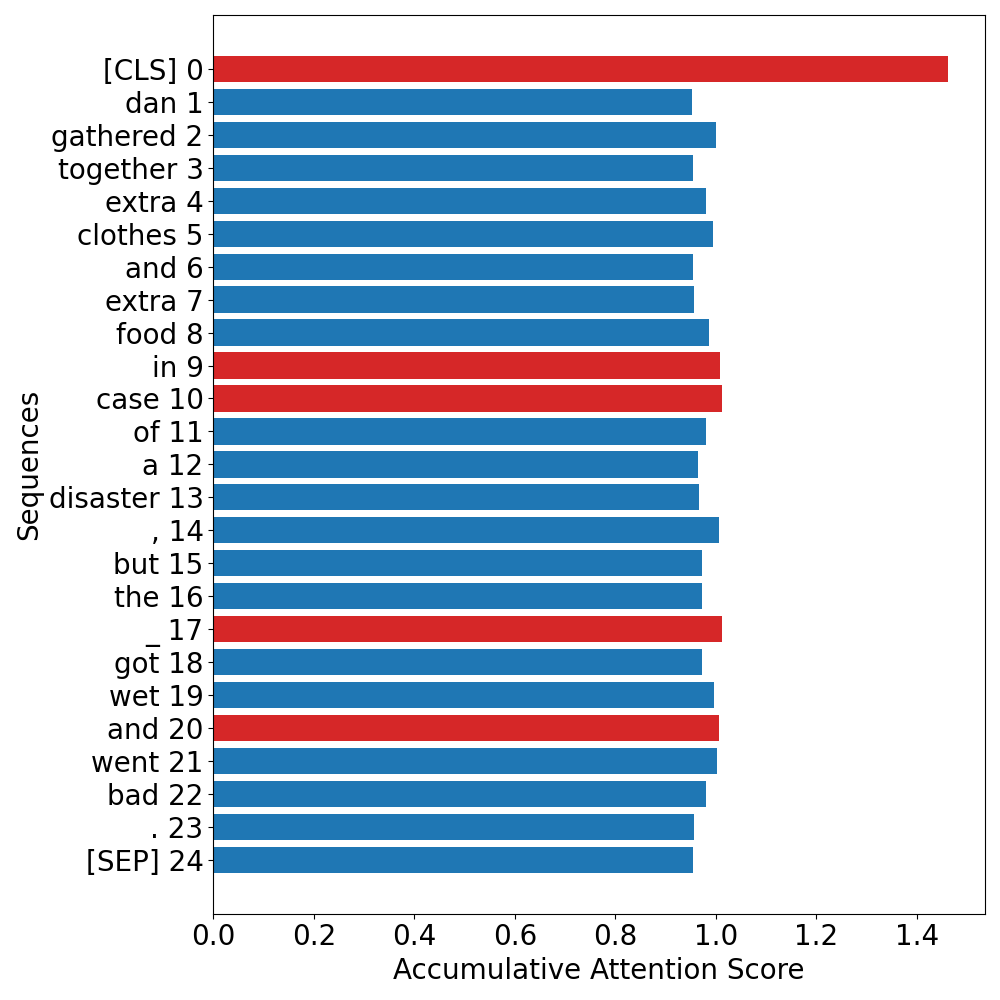 [CLS] 0
dan 1
gathered 2
together 3
extra 4
clothes 5
and 6
extra 7
food 8
in 9
case 10
of 11
a 12
disaster 13
, 14
but 15
the 16
_ 17
got 18
wet 19
and 20
went 21
bad 22
. 23
[SEP] 24
Sequences
0.0 0.2 0.4 0.6 0.8 1.0 1.2 1.4
Accumulative Attention Score